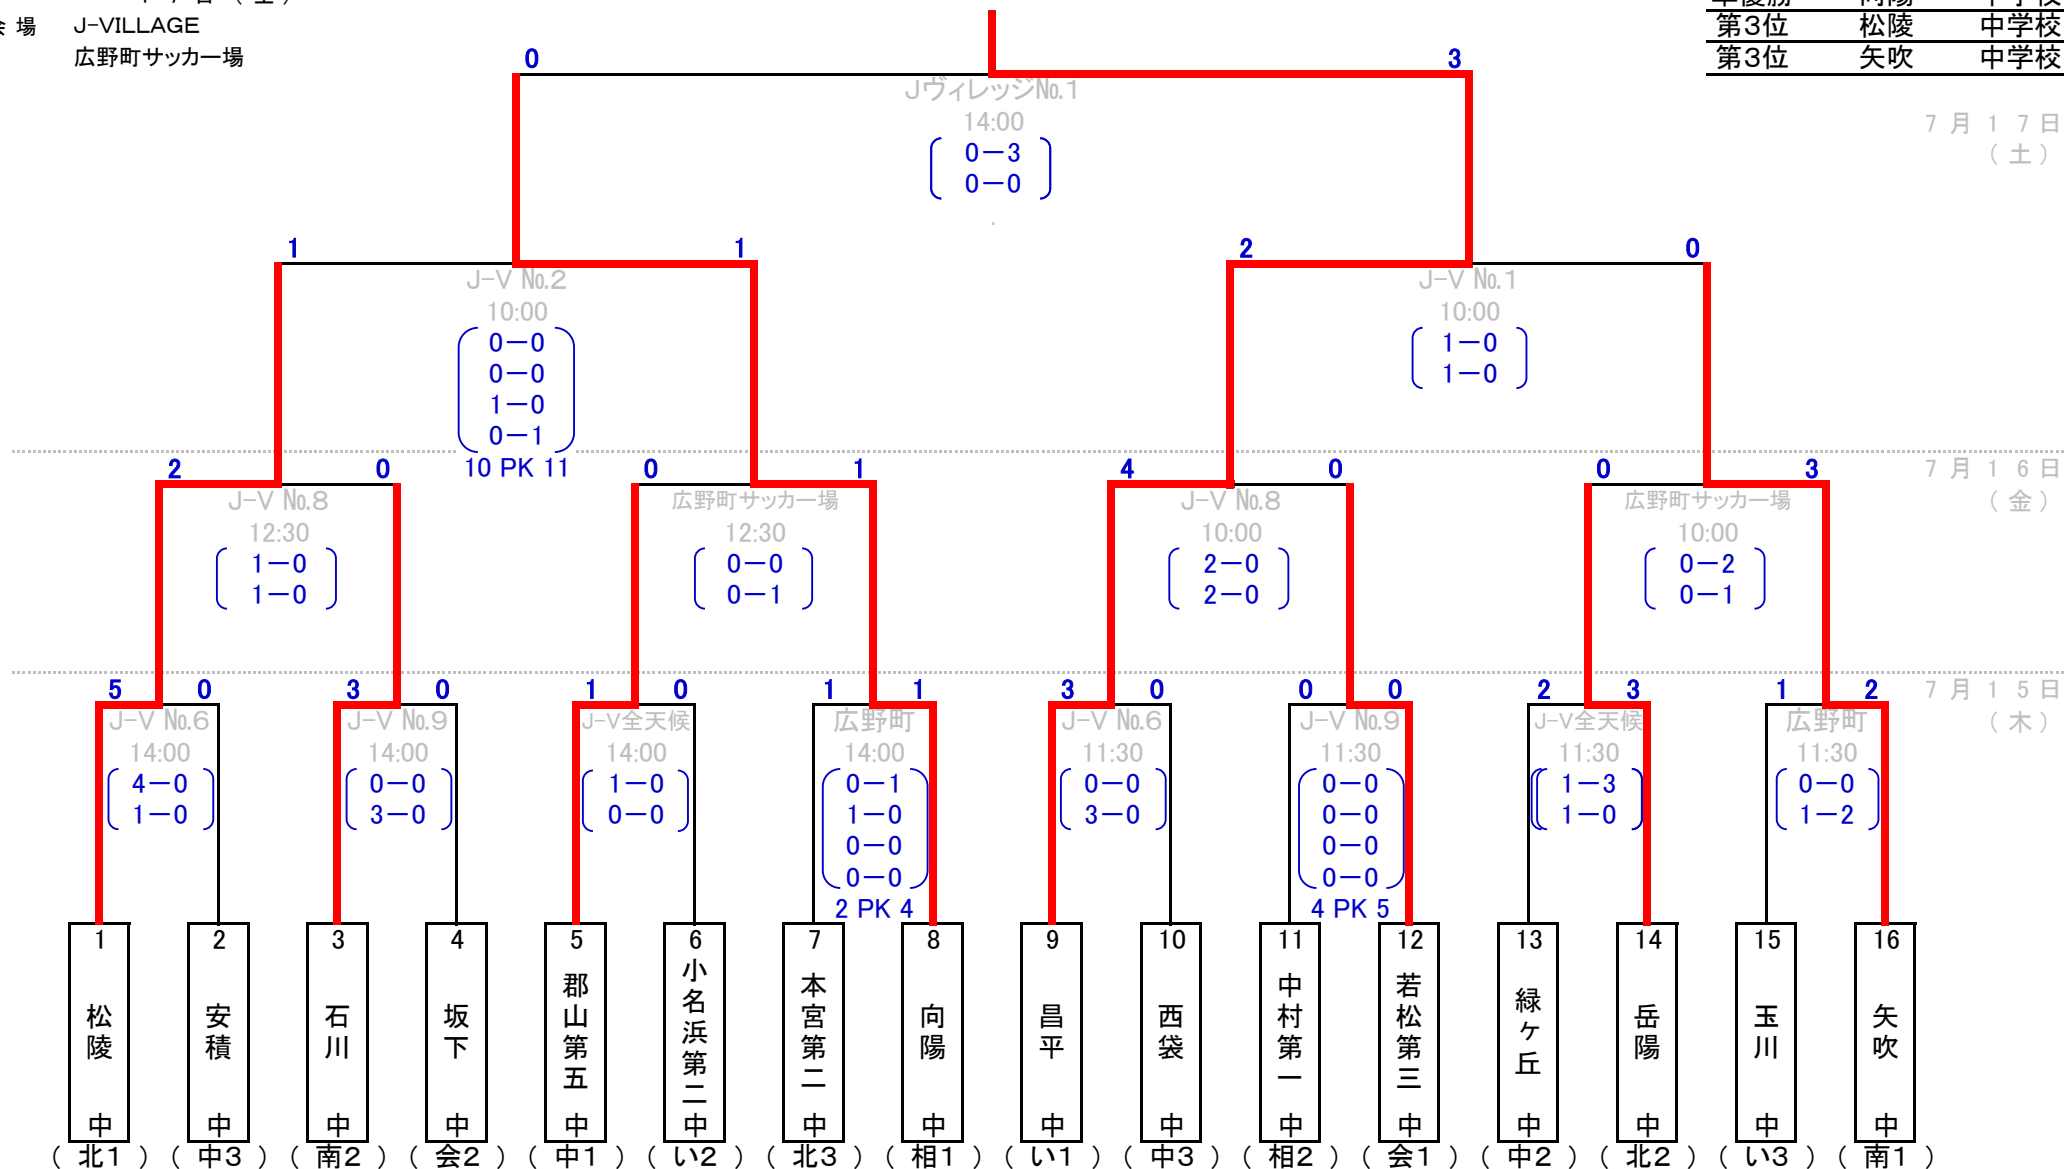 会 場 J-VILLAGE
広野町サッカー場
準優勝 向陽 中学校
第3位 松陵 中学校
第3位 矢吹 中学校
0 3
Jヴィレッジ№1
14:00
0-3
0-0
7 月 1 7 日
( 土 )
1 1 2 0
J-V №2 J-V №1
10:00 10:00
0-0 1-0
0-0 1-0
1-0
0-1
10 PK 11
2 0 0 1 4 0 0 3
7 月 1 6 日
( 金 )
J-V №8 広野町サッカー場 J-V №8 広野町サッカー場
12:30 12:30 10:00 10:00
1-0 0-0 2-0 0-2
1-0 0-1 2-0 0-1
5 0 3 0 1 0 1 1 3 0 0 0 2 3 1 2
7 月 1 5 日
( 木 )
J-V №6 J-V №9 J-V全天候 広野町 J-V №6 J-V №9 J-V全天候 広野町
14:00 14:00 14:00 14:00 11:30 11:30 11:30 11:30
4-0 0-0 1-0 0-1 0-0 0-0 1-3 0-0
1-0 3-0 0-0 1-0 3-0 0-0 1-0 1-2
0-0 0-0
0-0 0-0
2 PK 4 4 PK 5
1 2 3 4 5 6 7 8 9 10 11 12 13 14 15 16
松陵 中
安積 中
石川 中
坂下 中
郡山第五 中
小名浜第二 中
本宮第二 中
向陽 中
昌平 中
西袋 中
中村第一 中
若松第三 中
緑ヶ丘 中
岳陽 中
玉川 中
矢吹 中
( 北1 ) ( 中3 ) ( 南2 ) ( 会2 ) ( 中1 ) ( い2 ) ( 北3 ) ( 相1 ) ( い1 ) ( 中3 ) ( 相2 ) ( 会1 ) ( 中2 ) ( 北2 ) ( い3 ) ( 南1 )